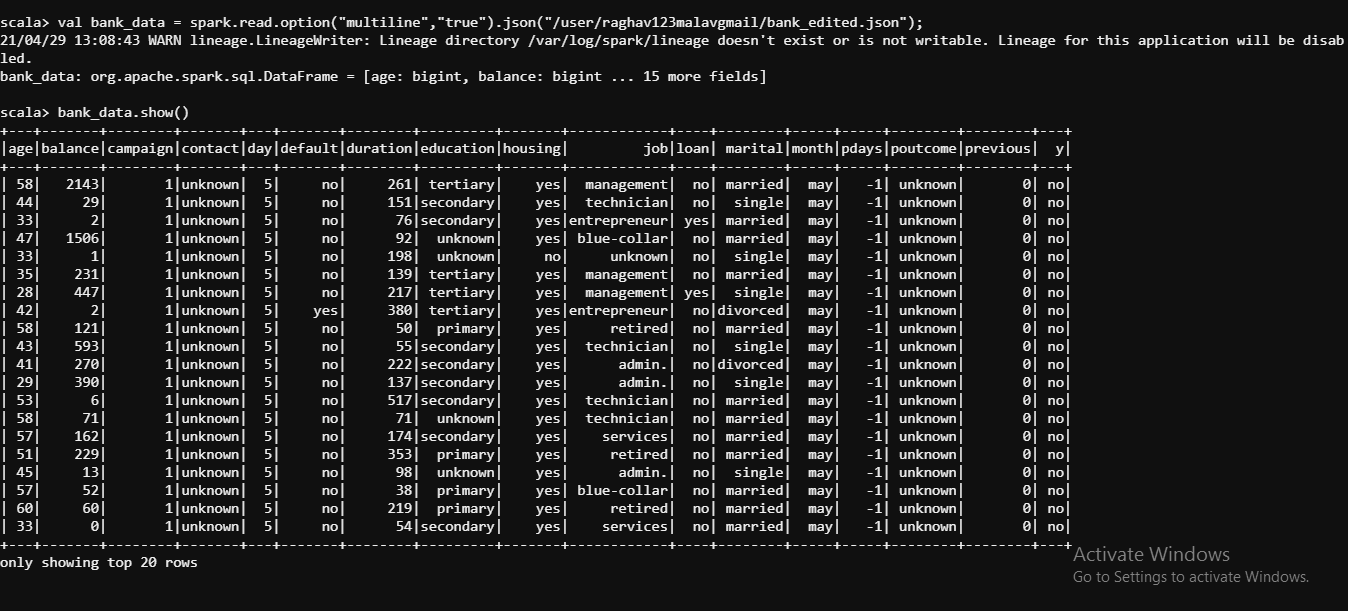 scala> val bank_data = spark.read.option("multiline","true").json("/user/raghav123malavgmail/bank_edited.json");
21/04/29 13:08:43 WARN lineage.LineageWriter: Lineage directory /var/log/spark/lineage doesn't exist or is not writable. Lineage for this application will be disab
led.
bank_data: org.apache.spark.sql.DataFrame = [age: bigint, balance: bigint ... 15 more fields]
scala> bank_data.show()
+---+-------+--------+-------+---+-------+--------+---------+-------+------------+----+--------+-----+-----+--------+--------+---+
|age|balance|campaign|contact|day|default|duration|education|housing|         job|loan| marital|month|pdays|poutcome|previous|  y|
+---+-------+--------+-------+---+-------+--------+---------+-------+------------+----+--------+-----+-----+--------+--------+---+
| 58|   2143|       1|unknown|  5|     no|     261| tertiary|    yes|  management|  no| married|  may|   -1| unknown|       0| no|
| 44|     29|       1|unknown|  5|     no|     151|secondary|    yes|  technician|  no|  single|  may|   -1| unknown|       0| no|
| 33|      2|       1|unknown|  5|     no|      76|secondary|    yes|entrepreneur| yes| married|  may|   -1| unknown|       0| no|
| 47|   1506|       1|unknown|  5|     no|      92|  unknown|    yes| blue-collar|  no| married|  may|   -1| unknown|       0| no|
| 33|      1|       1|unknown|  5|     no|     198|  unknown|     no|     unknown|  no|  single|  may|   -1| unknown|       0| no|
| 35|    231|       1|unknown|  5|     no|     139| tertiary|    yes|  management|  no| married|  may|   -1| unknown|       0| no|
| 28|    447|       1|unknown|  5|     no|     217| tertiary|    yes|  management| yes|  single|  may|   -1| unknown|       0| no|
| 42|      2|       1|unknown|  5|    yes|     380| tertiary|    yes|entrepreneur|  no|divorced|  may|   -1| unknown|       0| no|
| 58|    121|       1|unknown|  5|     no|      50|  primary|    yes|     retired|  no| married|  may|   -1| unknown|       0| no|
| 43|    593|       1|unknown|  5|     no|      55|secondary|    yes|  technician|  no|  single|  may|   -1| unknown|       0| no|
| 41|    270|       1|unknown|  5|     no|     222|secondary|    yes|      admin.|  no|divorced|  may|   -1| unknown|       0| no|
| 29|    390|       1|unknown|  5|     no|     137|secondary|    yes|      admin.|  no|  single|  may|   -1| unknown|       0| no|
| 53|      6|       1|unknown|  5|     no|     517|secondary|    yes|  technician|  no| married|  may|   -1| unknown|       0| no|
| 58|     71|       1|unknown|  5|     no|      71|  unknown|    yes|  technician|  no| married|  may|   -1| unknown|       0| no|
| 57|    162|       1|unknown|  5|     no|     174|secondary|    yes|    services|  no| married|  may|   -1| unknown|       0| no|
| 51|    229|       1|unknown|  5|     no|     353|  primary|    yes|     retired|  no| married|  may|   -1| unknown|       0| no|
| 45|     13|       1|unknown|  5|     no|      98|  unknown|    yes|      admin.|  no|  single|  may|   -1| unknown|       0| no|
| 57|     52|       1|unknown|  5|     no|      38|  primary|    yes| blue-collar|  no| married|  may|   -1| unknown|       0| no|
| 60|     60|       1|unknown|  5|     no|     219|  primary|    yes|     retired|  no| married|  may|   -1| unknown|       0| no|
| 33|      0|       1|unknown|  5|     no|      54|secondary|    yes|    services|  no| married|  may|   -1| unknown|       0| no|
+---+-------+--------+-------+---+-------+--------+---------+-------+------------+----+--------+-----+-----+--------+--------+---+
only showing top 20 rows
Activate Windows
Go to Settings to activate Windows.